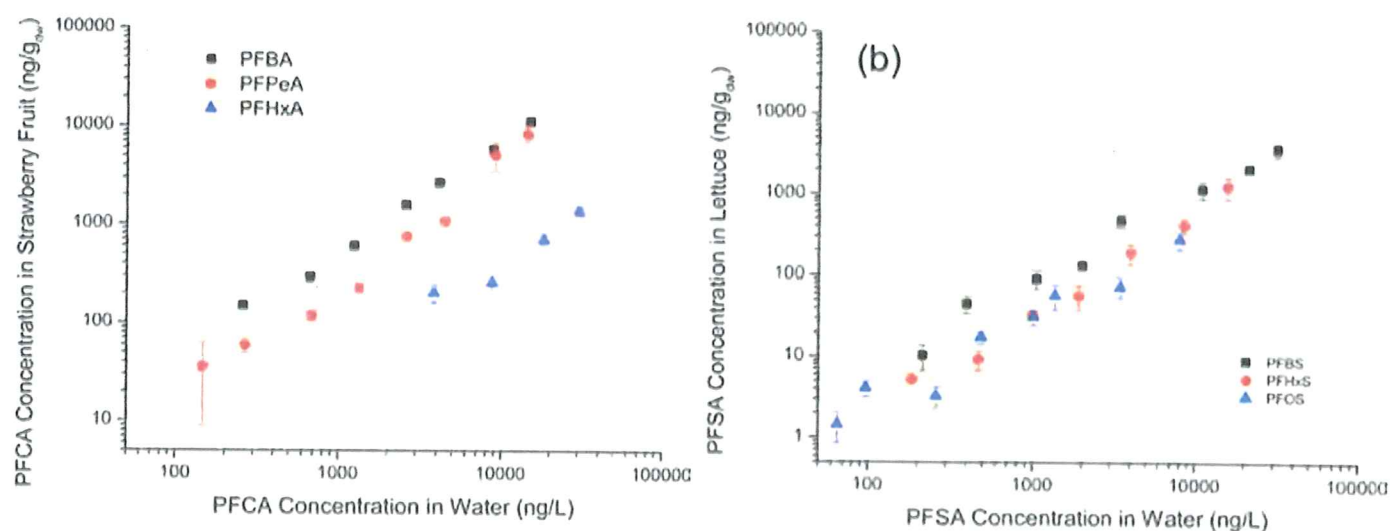 100000
10000
1000
100
10
PFCA Concentration in Strawberry Fruit (ng/g_dw)
PFBA
PFPeA
PFHxA
100
1000
10000
100000
PFCA Concentration in Water (ng/L)
(b)
100000
10000
1000
100
10
1
PFSA Concentration in Lettuce (ng/g_dw)
PFBS
PFHxS
PFOS
100
1000
10000
100000
PFSA Concentration in Water (ng/L)